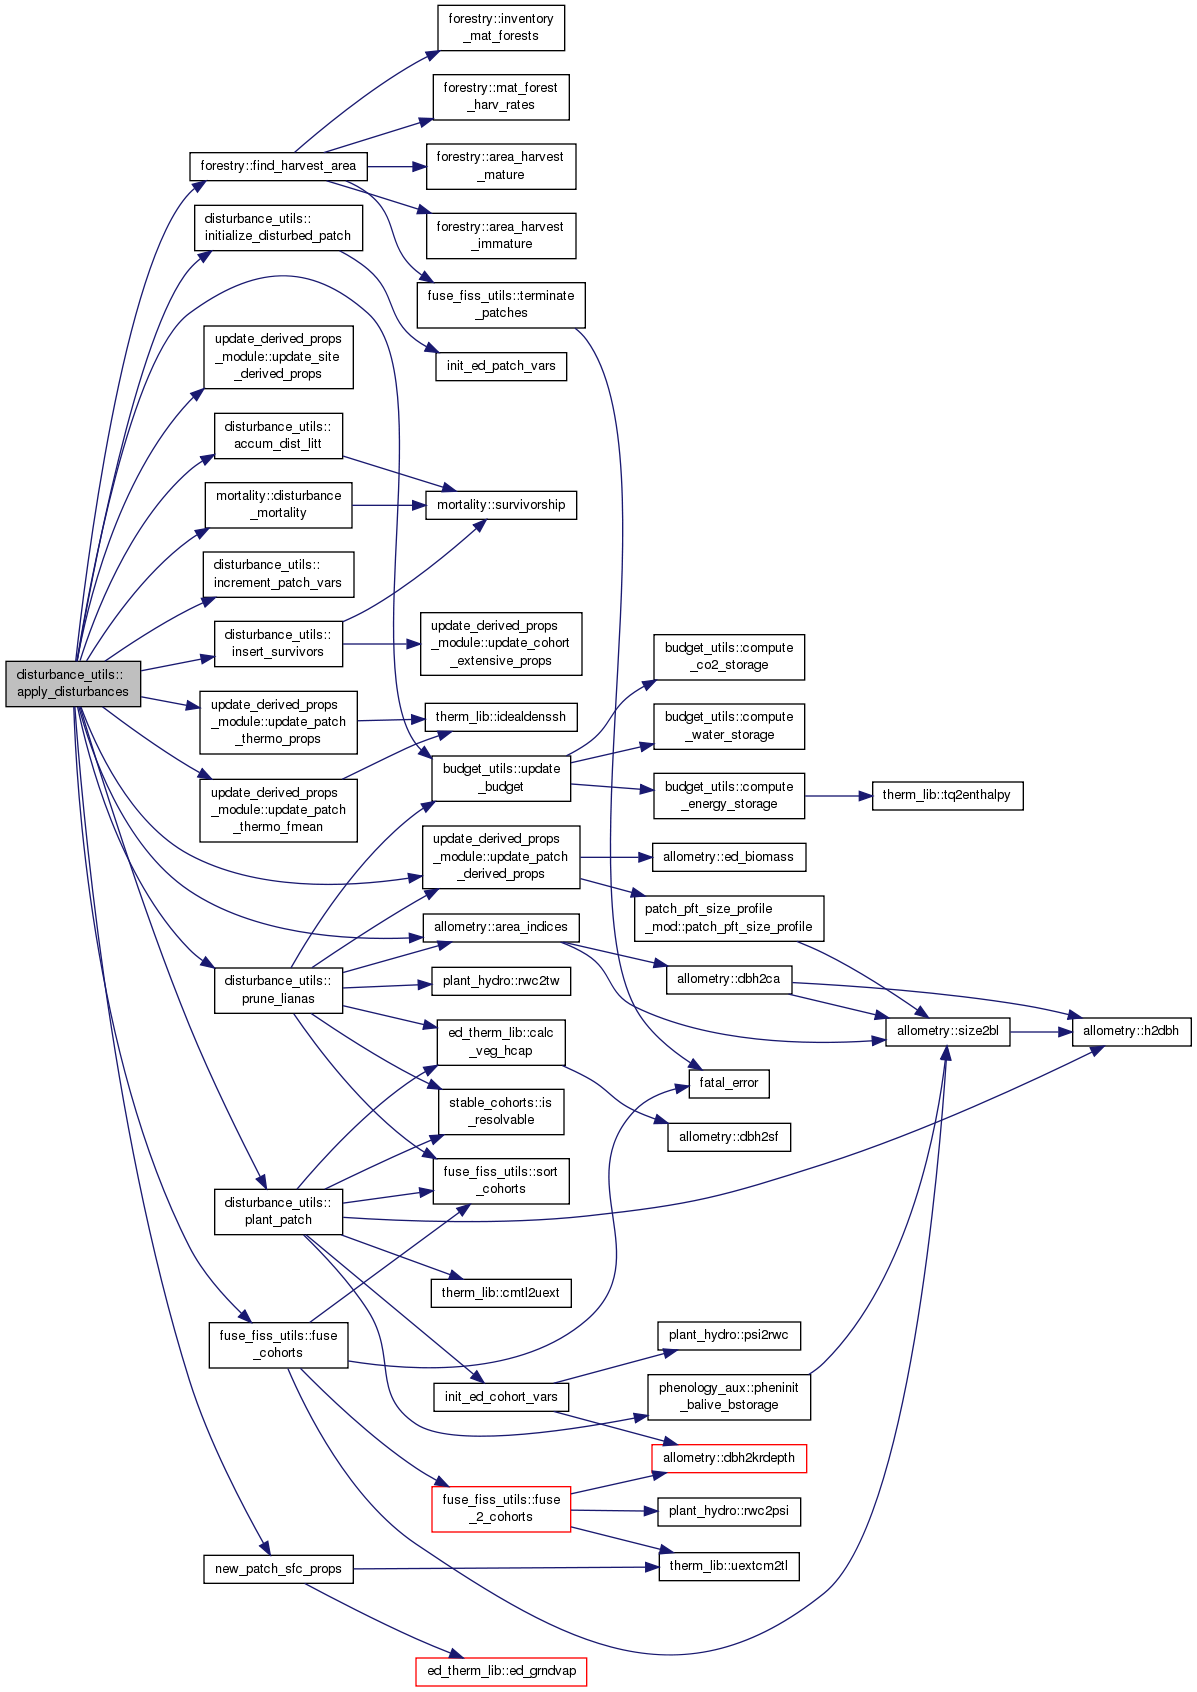 forestry::inventory
_mat_forests
forestry::mat_forest
_harv_rates
forestry::find_harvest_area
forestry::area_harvest
_mature
disturbance_utils::
initialize_disturbed_patch
forestry::area_harvest
_immature
fuse_fiss_utils::terminate
_patches
update_derived_props
_module::update_site
_derived_props
init_ed_patch_vars
disturbance_utils::
accum_dist_litt
mortality::disturbance
_mortality
mortality::survivorship
disturbance_utils::
increment_patch_vars
disturbance_utils::
insert_survivors
update_derived_props
_module::update_cohort
_extensive_props
budget_utils::compute
_co2_storage
disturbance_utils::
apply_disturbances
update_derived_props
_module::update_patch
_thermo_props
therm_lib::idealdenssh
budget_utils::compute
_water_storage
budget_utils::update
_budget
budget_utils::compute
_energy_storage
therm_lib::tq2enthalpy
update_derived_props
_module::update_patch
_thermo_fmean
update_derived_props
_module::update_patch
_derived_props
allometry::ed_biomass
patch_pft_size_profile
_mod::patch_pft_size_profile
allometry::area_indices
disturbance_utils::
prune_lianas
plant_hydro::rwc2tw
allometry::dbh2ca
ed_therm_lib::calc
_veg_hcap
allometry::size2bl
allometry::h2dbh
stable_cohorts::is
_resolvable
fatal_error
allometry::dbh2sf
fuse_fiss_utils::sort
_cohorts
disturbance_utils::
plant_patch
therm_lib::cmtl2uext
fuse_fiss_utils::fuse
_cohorts
plant_hydro::psi2rwc
init_ed_cohort_vars
phenology_aux::pheninit
_balive_bstorage
allometry::dbh2krdepth
fuse_fiss_utils::fuse
_2_cohorts
plant_hydro::rwc2psi
new_patch_sfc_props
therm_lib::uextcm2tl
ed_therm_lib::ed_grndvap